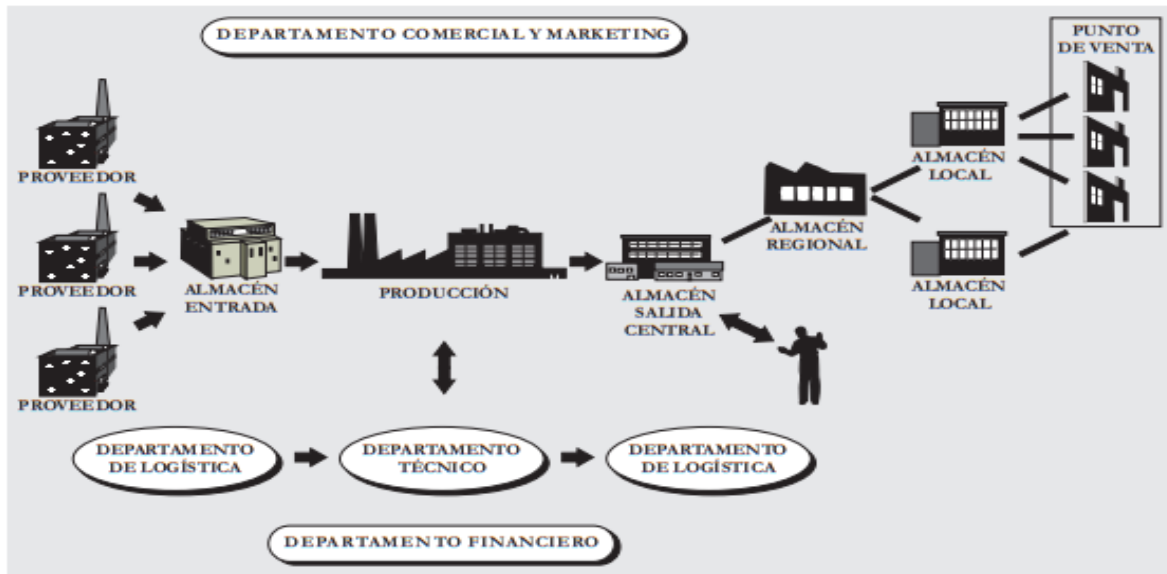 DEPARTAMENTO COMERCIAL Y MARKETING
PUNTO
DE VENTA
PROVEEDOR
PROVEEDOR
PROVEEDOR
ALMACÉN
ENTRADA
PRODUCCIÓN
ALMACÉN
SALIDA
CENTRAL
ALMACÉN
REGIONAL
ALMACÉN
LOCAL
ALMACÉN
LOCAL
DEPARTAMENTO
DE LOGÍSTICA
DEPARTAMENTO
TÉCNICO
DEPARTAMENTO
DE LOGÍSTICA
DEPARTAMENTO FINANCIERO